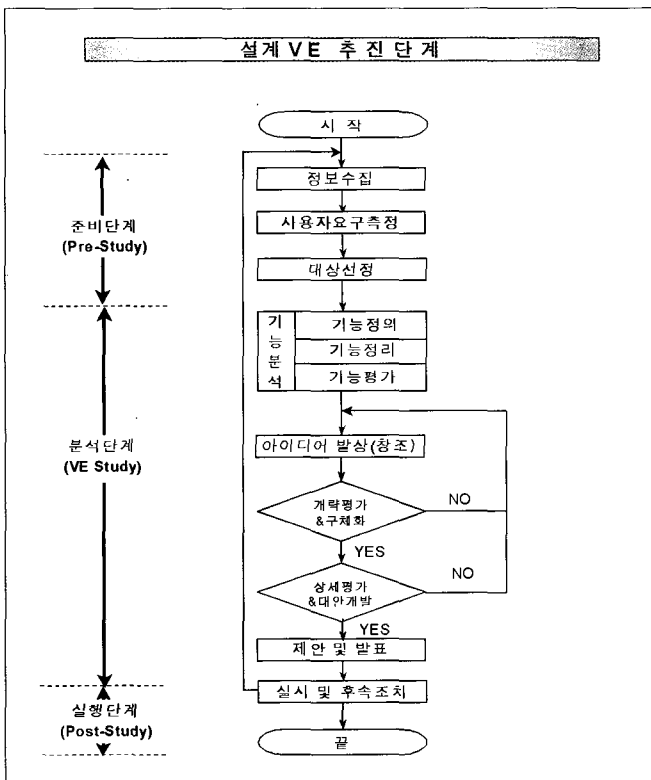 설계VE 추진단계
시 작
정보수집
사용자요구측정
대상선정
준비단계
(Pre-Study)
기능분석
기능정의
기능정리
기능평가
아이디어 발상(창조)
분석단계
(VE Study)
개략평가
&구체화
NO
YES
상세평가
&대안개발
NO
YES
제안 및 발표
실시 및 후속조치
실행단계
(Post-Study)
끝